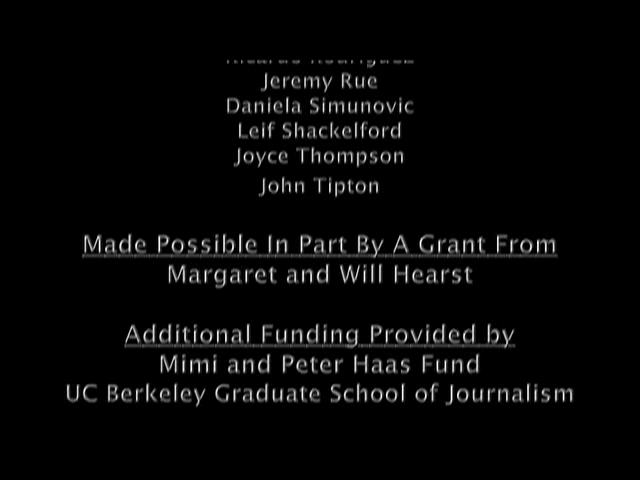 Jeremy Rue
Daniela Simunovic
Leif Shackelford
Joyce Thompson
John Tipton
Made Possible In Part By A Grant From
Margaret and Will Hearst
Additional Funding Provided by
Mimi and Peter Haas Fund
UC Berkeley Graduate School of Journalism